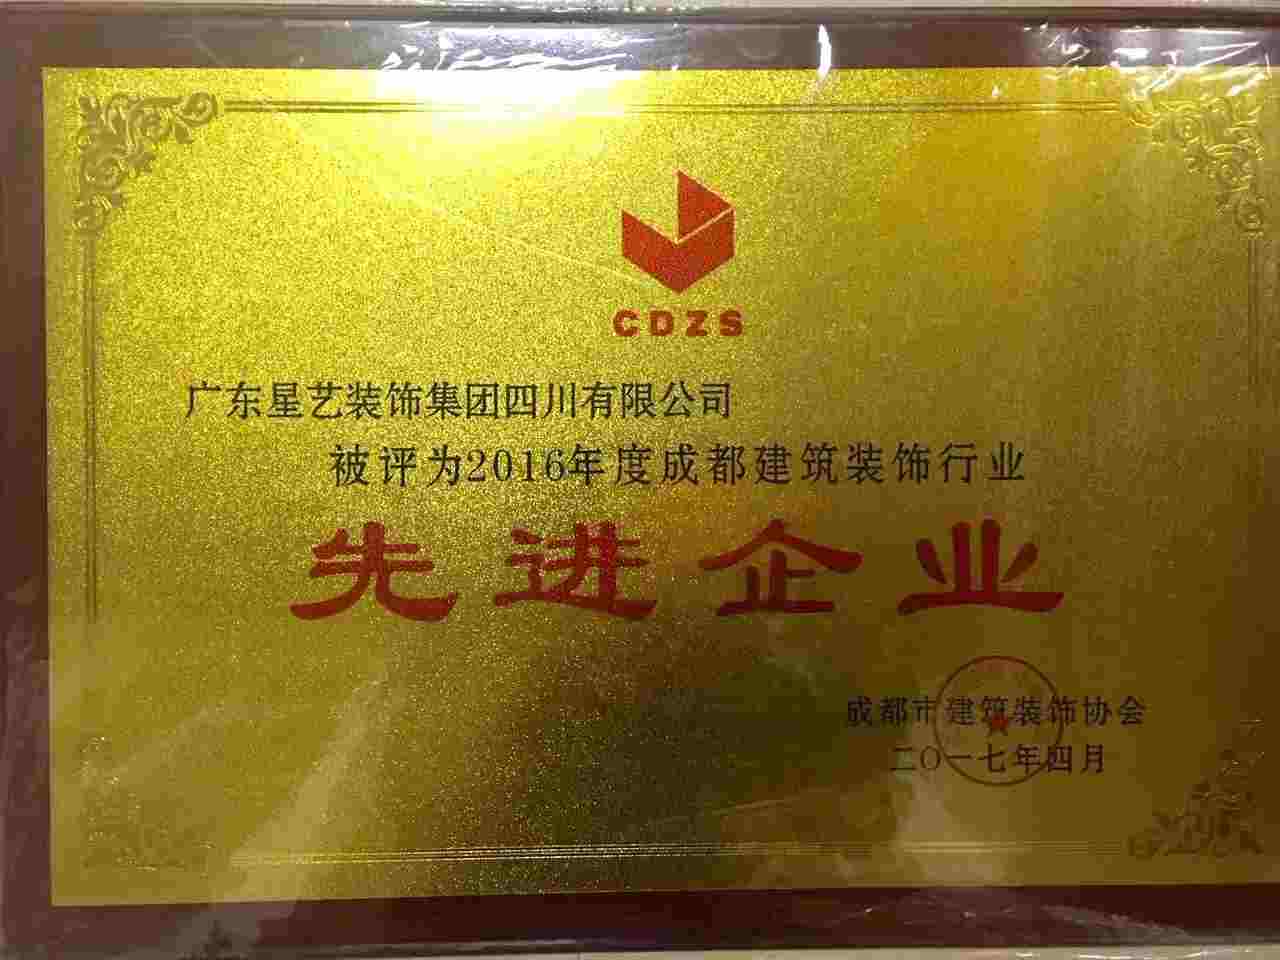 CDZS
广东星艺装饰集团四川有限公司
被评为2016年度成都建筑装饰行业
先进企业
成都市建筑装饰协会
二〇一七年四月